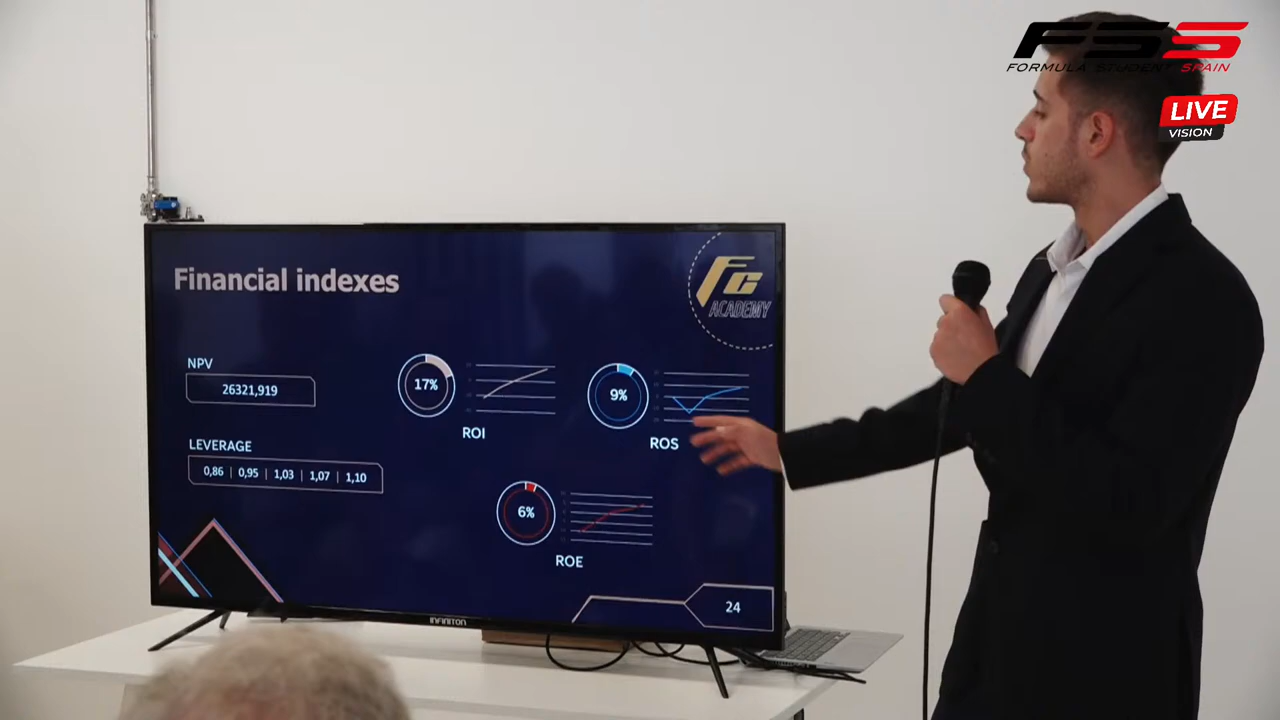 FSS
FORMULA STUDENT SPAIN
LIVE
VISION
Financial indexes
FG
ACADEMY
NPV
26321,919
LEVERAGE
0,86 | 0,95 | 1,03 | 1,07 | 1,10
17%
ROI
9%
ROS
6%
ROE
24
INFINITON